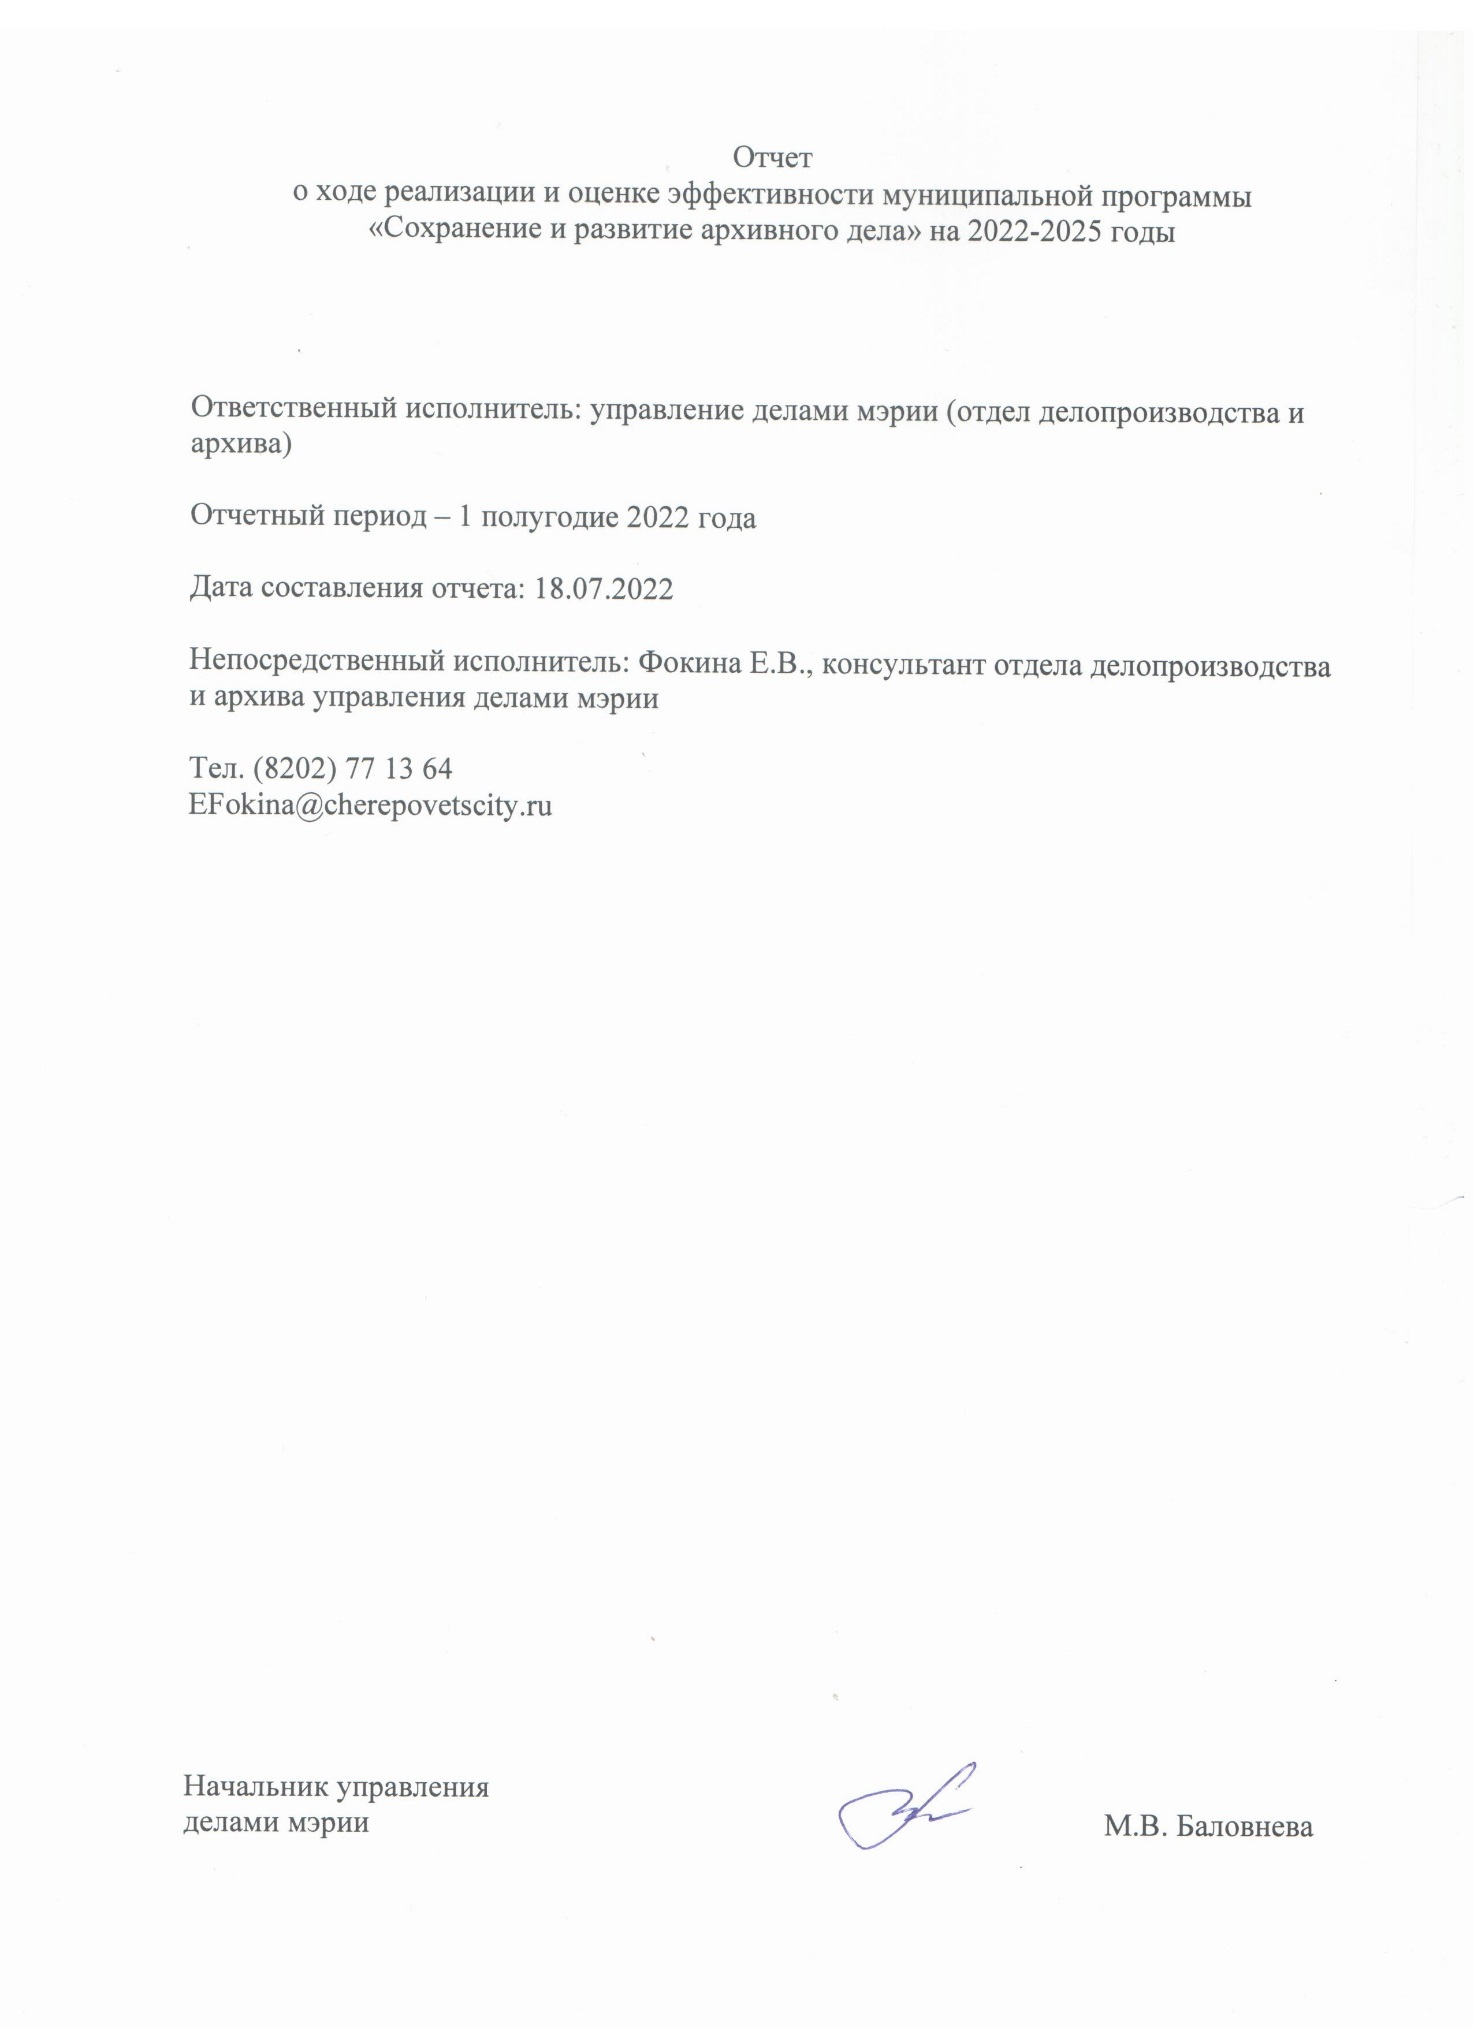 Отчет
о ходе реализации и оценке эффективности муниципальной программы
«Сохранение и развитие архивного дела» на 2022-2025 годы
Ответственный исполнитель: управление делами мэрии (отдел делопроизводства и
архива)
Отчетный период – 1 полугодие 2022 года
Дата составления отчета: 18.07.2022
Непосредственный исполнитель: Фокина Е.В., консультант отдела делопроизводства
и архива управления делами мэрии
Тел. (8202) 77 13 64
EFokina@cherepovetscity.ru
Начальник управления
делами мэрии
М.В. Баловнева